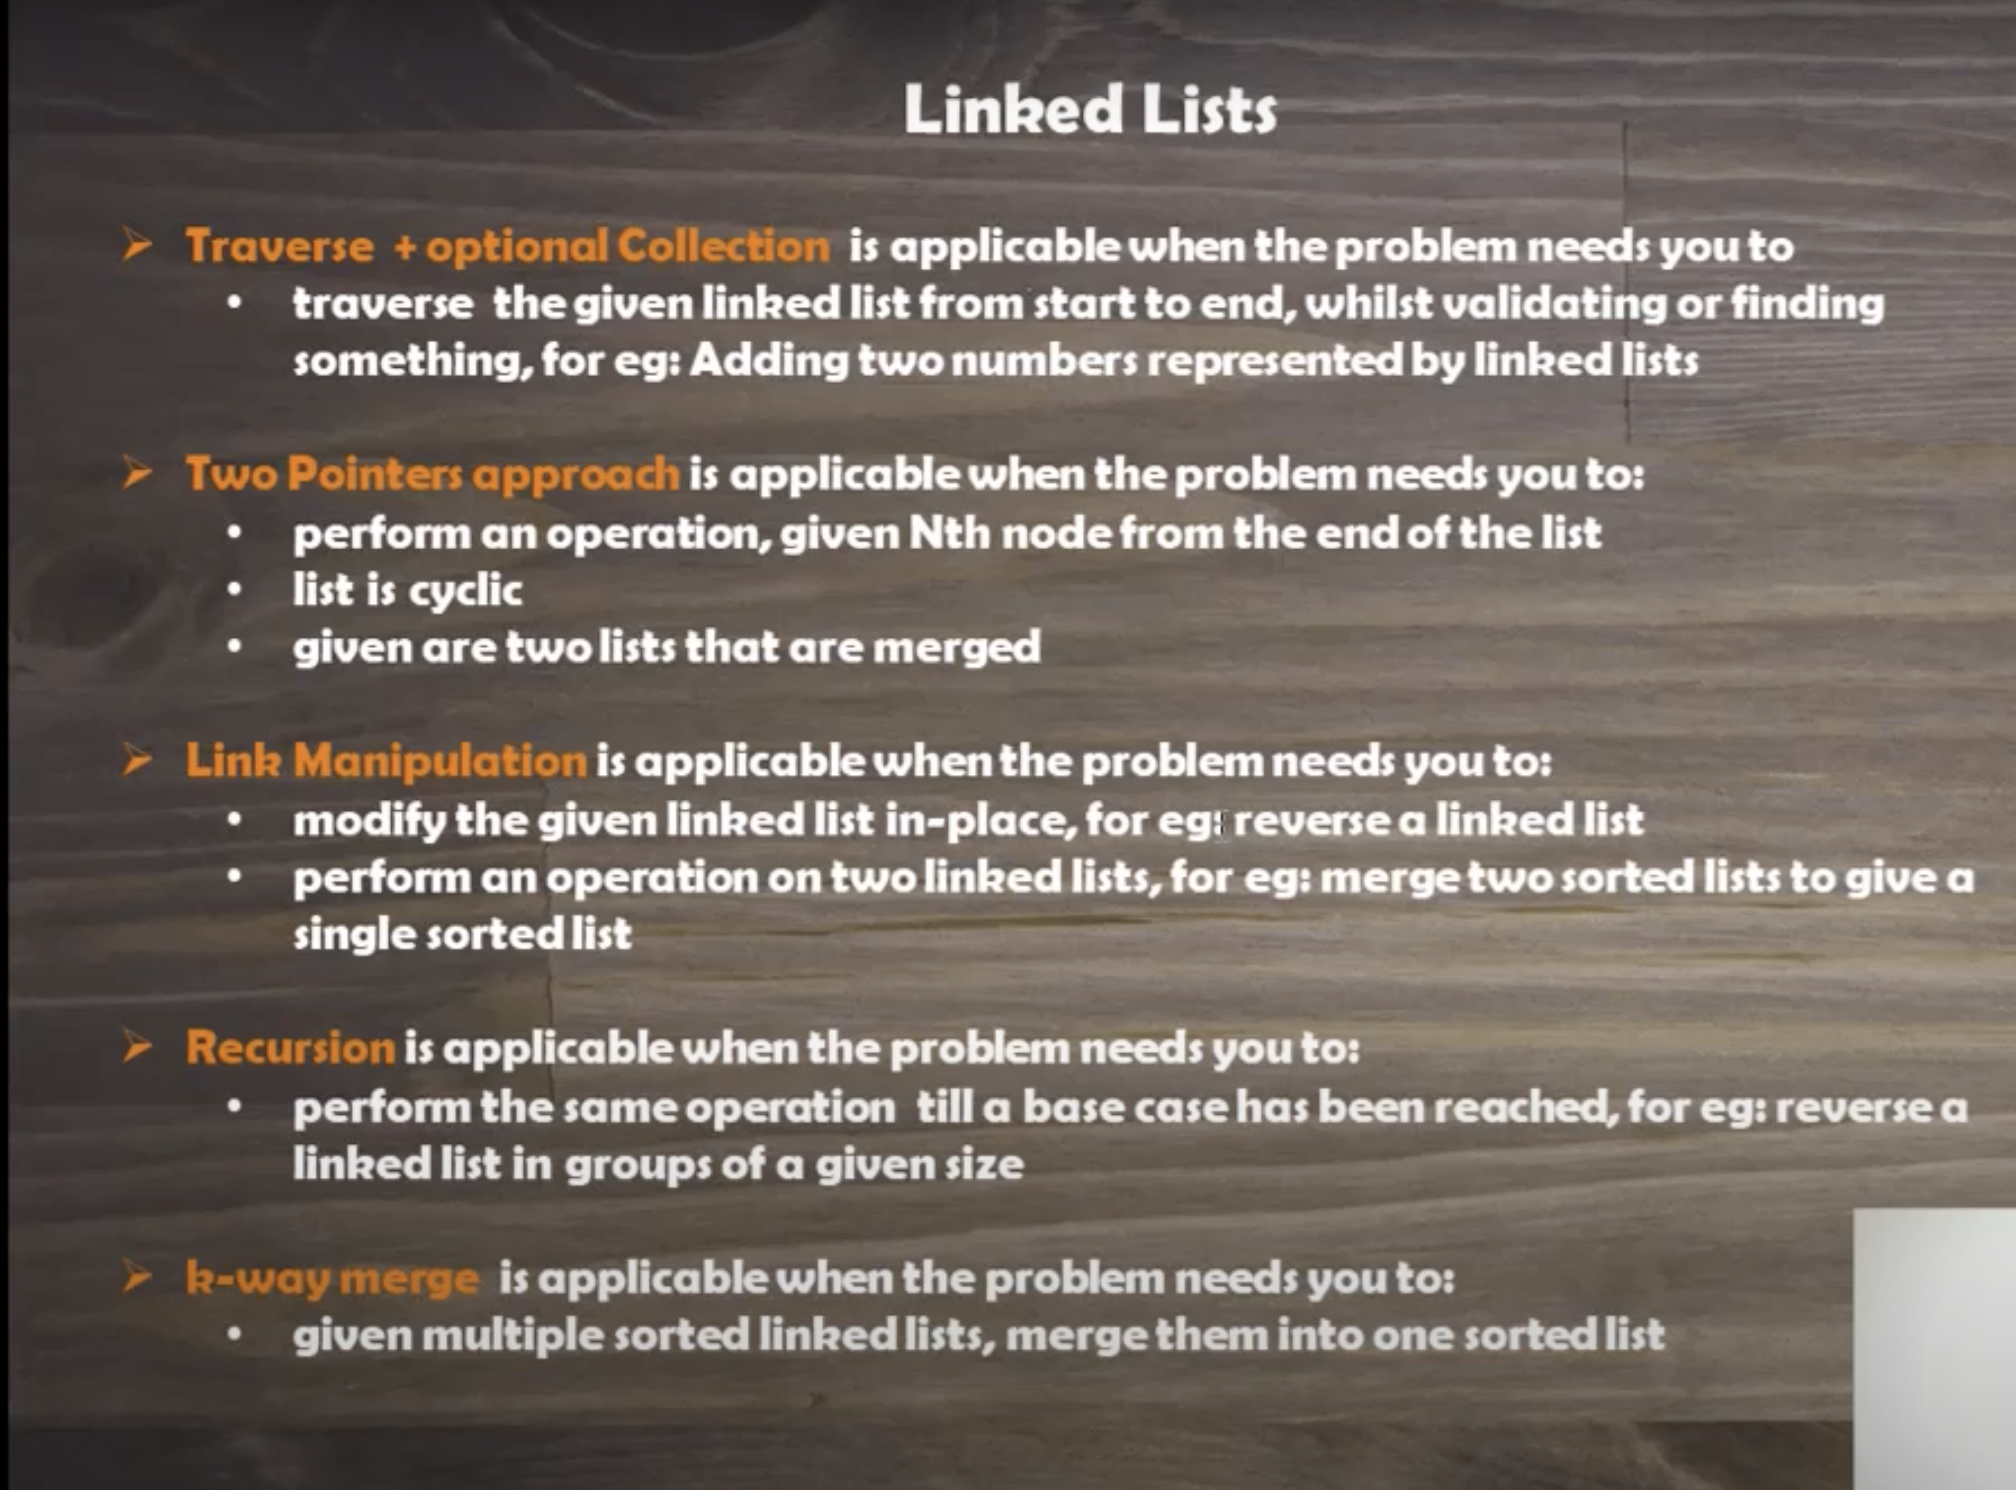 Linked Lists
➢ Traverse + optional Collection is applicable when the problem needs you to
• traverse the given linked list from start to end, whilst validating or finding
something, for eg: Adding two numbers represented by linked lists
➢ Two Pointers approach is applicable when the problem needs you to:
• perform an operation, given Nth node from the end of the list
• list is cyclic
• given are two lists that are merged
➢ Link Manipulation is applicable when the problem needs you to:
• modify the given linked list in-place, for eg: reverse a linked list
• perform an operation on two linked lists, for eg: merge two sorted lists to give a
single sorted list
➢ Recursion is applicable when the problem needs you to:
• perform the same operation till a base case has been reached, for eg: reverse a
linked list in groups of a given size
➢ k-way merge is applicable when the problem needs you to:
• given multiple sorted linked lists, merge them into one sorted list